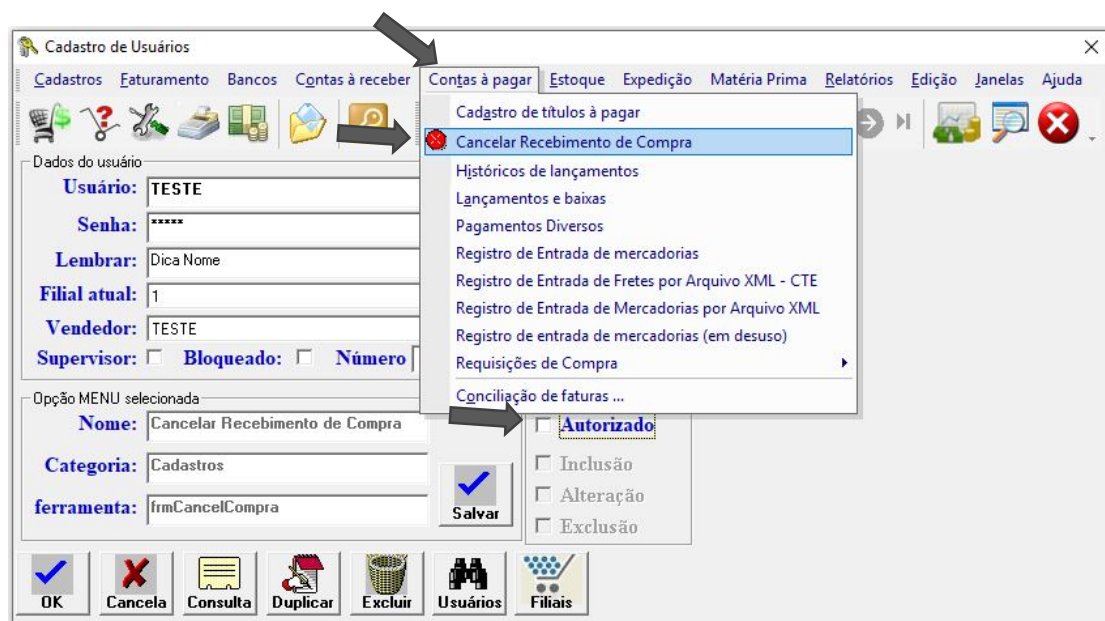 Cadastro de Usuários
Cadastros Faturamento Bancos Contas à receber Contas à pagar Estoque Expedição Matéria Prima Relatórios Edição Janelas Ajuda
Cadastro de títulos à pagar
Cancelar Recebimento de Compra
Históricos de lançamentos
Lançamentos e baixas
Pagamentos Diversos
Registro de Entrada de mercadorias
Registro de Entrada de Fretes por Arquivo XML - CTE
Registro de Entrada de Mercadorias por Arquivo XML
Registro de entrada de mercadorias (em desuso)
Requisições de Compra
Conciliação de faturas ...
Dados do usuário
Usuário: TESTE
Senha: *****
Lembrar: Dica Nome
Filial atual: 1
Vendedor: TESTE
Supervisor: Bloqueado: Número
Opção MENU selecionada
Nome: Cancelar Recebimento de Compra
Categoria: Cadastros
ferramenta: frmCancelCompra
Salvar
Autorizado
Inclusão
Alteração
Exclusão
OK Cancela Consulta Duplicar Excluir Usuários Filiais